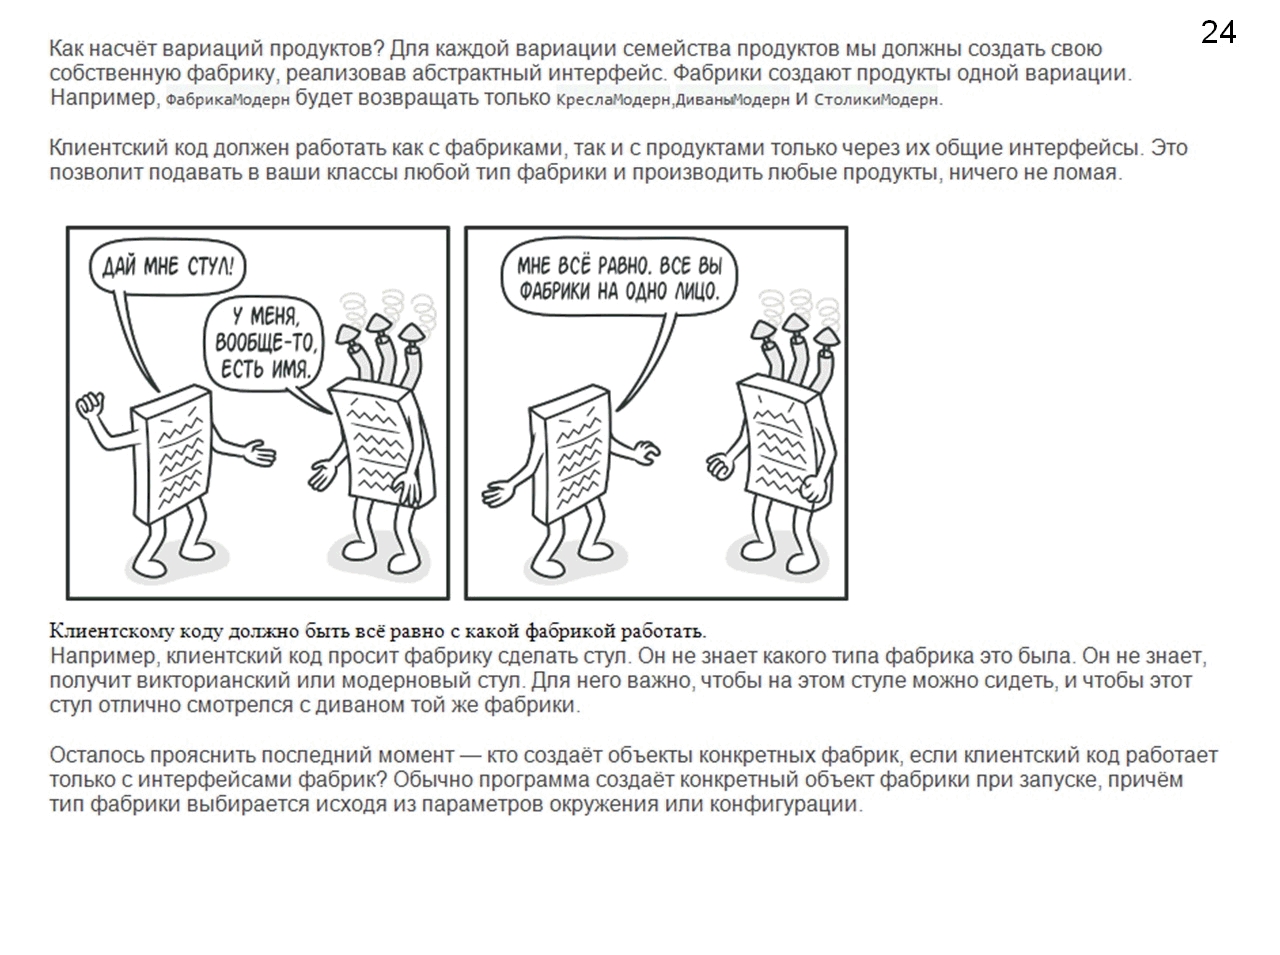 24
Как насчёт вариаций продуктов? Для каждой вариации семейства продуктов мы должны создать свою
собственную фабрику, реализовав абстрактный интерфейс. Фабрики создают продукты одной вариации.
Например, ФабрикаМодерн будет возвращать только КреслаМодерн,ДиваныМодерн и СтоликиМодерн.
Клиентский код должен работать как с фабриками, так и с продуктами только через их общие интерфейсы. Это
позволит подавать в ваши классы любой тип фабрики и производить любые продукты, ничего не ломая.
ДАЙ МНЕ СТУЛ!
У МЕНЯ,
ВООБЩЕ-ТО,
ЕСТЬ ИМЯ.
МНЕ ВСЁ РАВНО. ВСЕ ВЫ
ФАБРИКИ НА ОДНО ЛИЦО.
Клиентскому коду должно быть всё равно с какой фабрикой работать.
Например, клиентский код просит фабрику сделать стул. Он не знает какого типа фабрика это была. Он не знает,
получит викторианский или модерновый стул. Для него важно, чтобы на этом стуле можно сидеть, и чтобы этот
стул отлично смотрелся с диваном той же фабрики.
Осталось прояснить последний момент — кто создаёт объекты конкретных фабрик, если клиентский код работает
только с интерфейсами фабрик? Обычно программа создаёт конкретный объект фабрики при запуске, причём
тип фабрики выбирается исходя из параметров окружения или конфигурации.